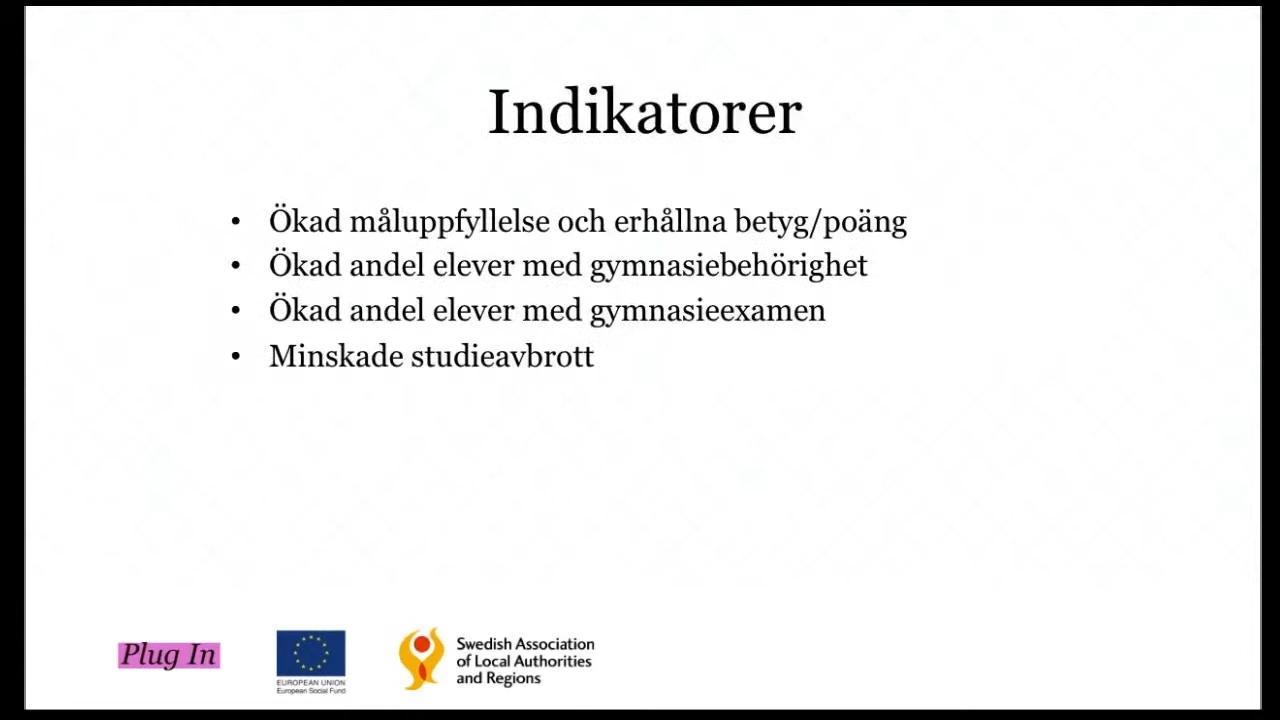 Indikatorer
• Ökad måluppfyllelse och erhållna betyg/poäng
• Ökad andel elever med gymnasiebehörighet
• Ökad andel elever med gymnasieexamen
• Minskade studieavbrott
Plug In
EUROPEAN UNION
European Social Fund
Swedish Association
of Local Authorities
and Regions